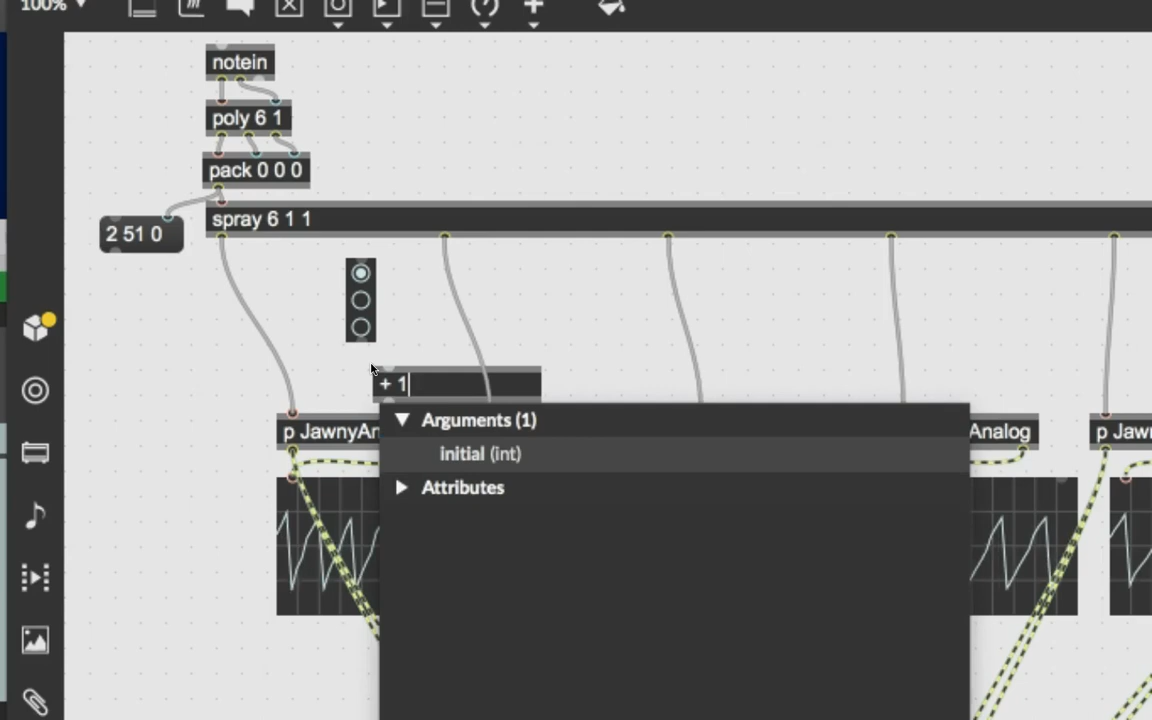 100%
notein
poly 6 1
pack 0 0 0
spray 6 1 1
2 51 0
+ 1
Arguments (1)
p JawnyAn
Analog
p Jawn
initial (int)
Attributes